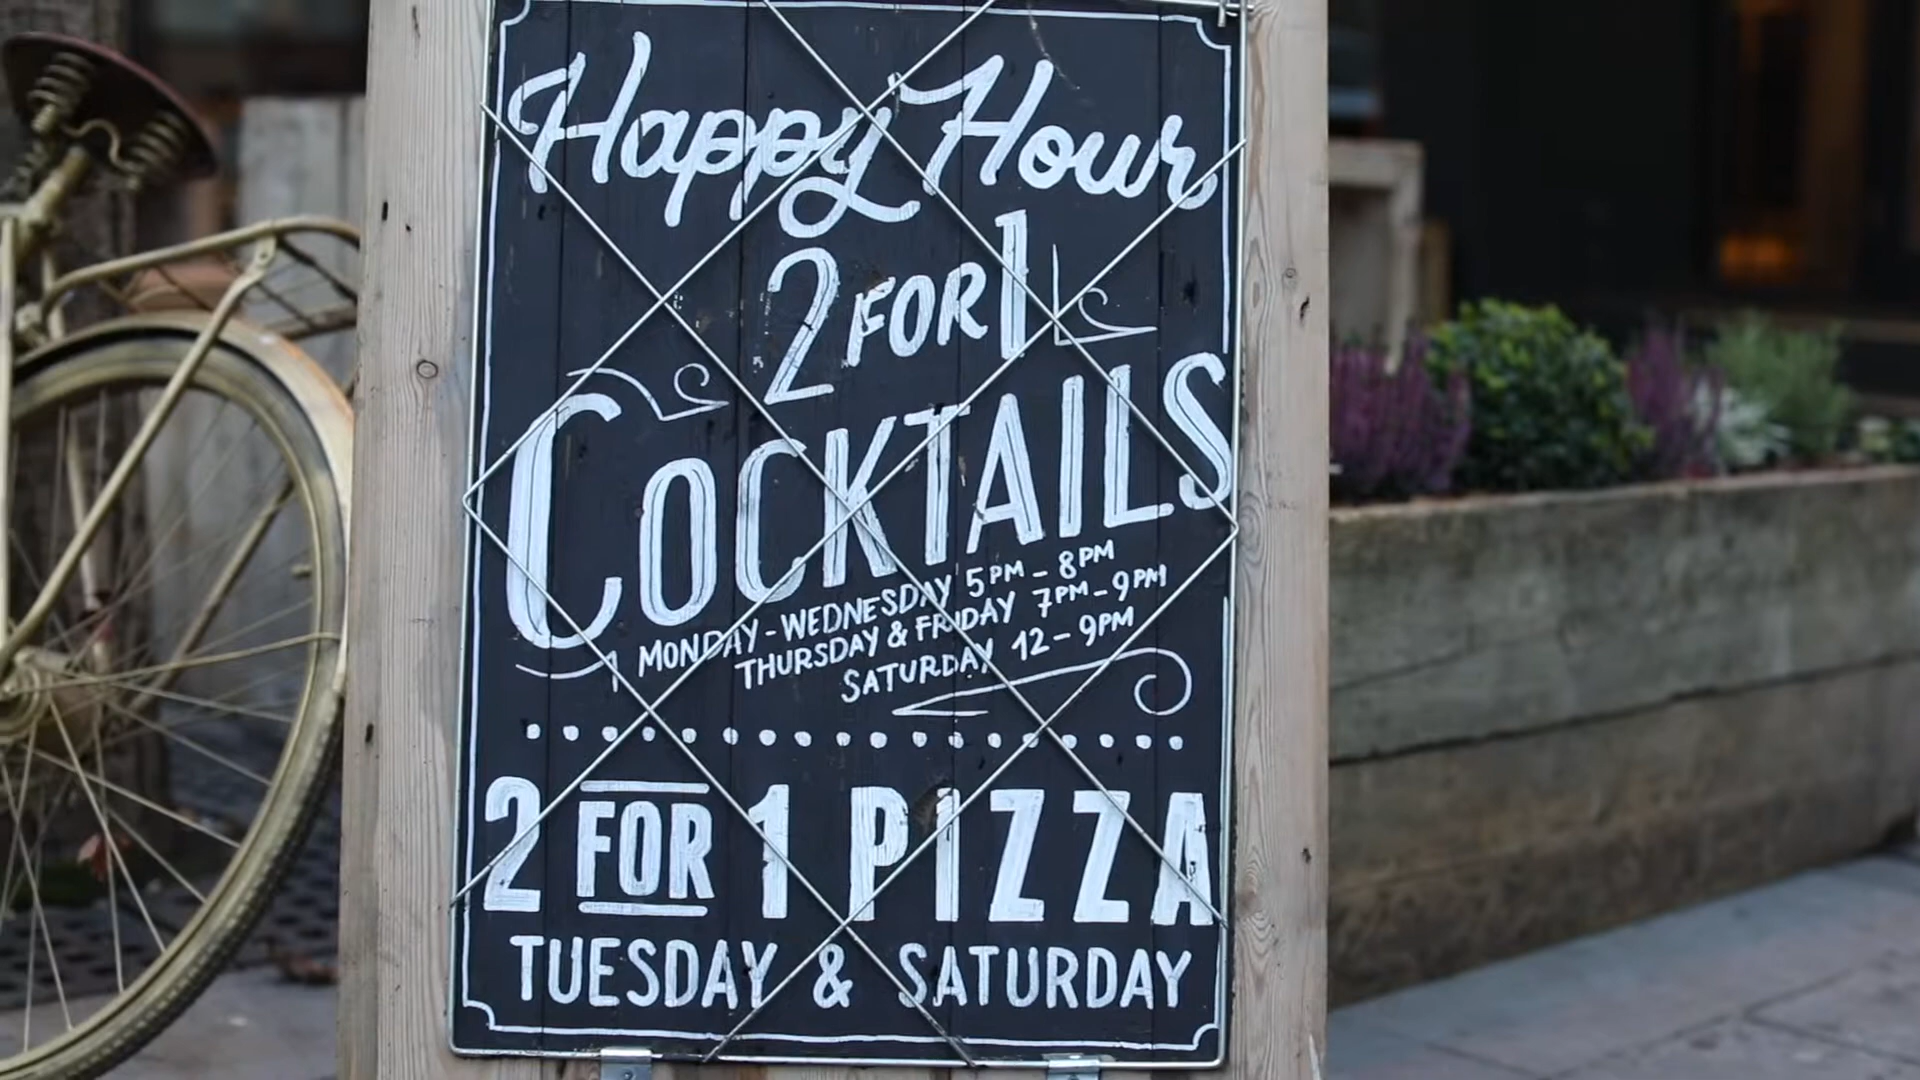 Happy Hour
2 FOR 1
COCKTAILS
MONDAY - WEDNESDAY 5PM - 8PM
THURSDAY & FRIDAY 7PM - 9PM
SATURDAY 12 - 9PM
2 FOR 1 PIZZA
TUESDAY & SATURDAY